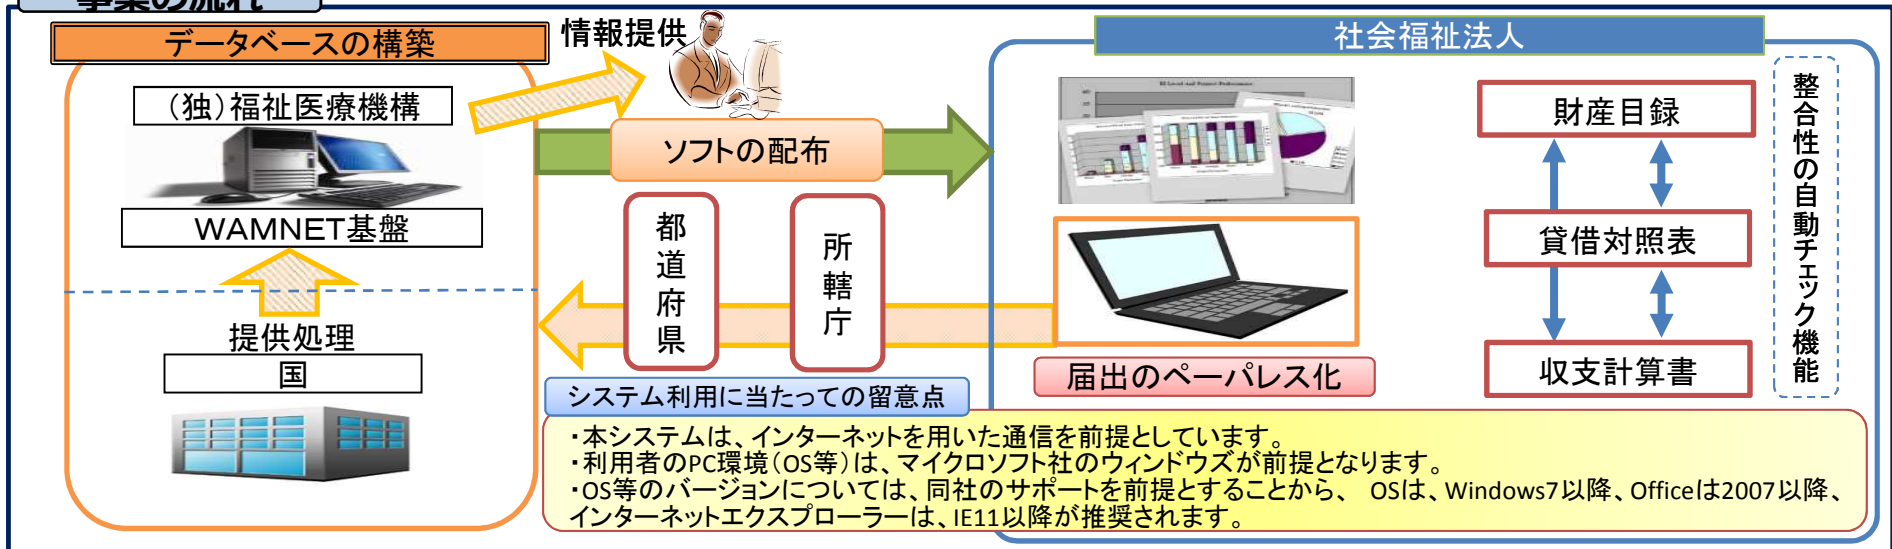 事業の流れ
データベースの構築
(独)福祉医療機構
WAMNET基盤
提供処理
国
情報提供
ソフトの配布
都道府県
所轄庁
社会福祉法人
届出のペーパレス化
財産目録
貸借対照表
収支計算書
整合性の自動チェック機能
システム利用に当たっての留意点
・本システムは、インターネットを用いた通信を前提としています。
・利用者のPC環境(OS等)は、マイクロソフト社のウィンドウズが前提となります。
・OS等のバージョンについては、同社のサポートを前提とすることから、 OSは、Windows7以降、Officeは2007以降、
インターネットエクスプローラーは、IE11以降が推奨されます。